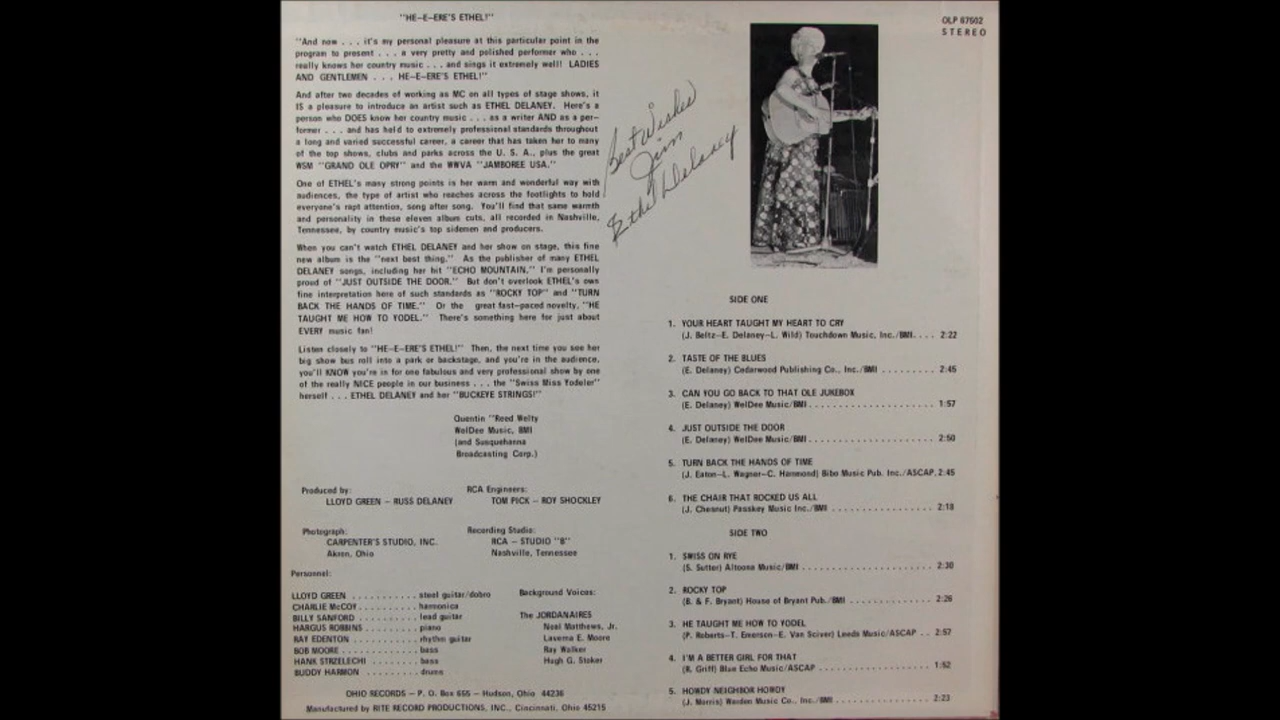 "HE–E–ERE'S ETHEL!"
"And now . . . it's my personal pleasure at this particular point in the
program to present . . . a very pretty and polished performer who . . .
really knows her country music . . . and sings it extremely well! LADIES
AND GENTLEMEN . . . HE–E–ERE'S ETHEL!"
And after two decades of working as MC on all types of stage shows, it
IS a pleasure to introduce an artist such as ETHEL DELANEY. Here's a
person who DOES know her country music . . . as a writer AND as a per-
former . . . and has held to extremely professional standards throughout
a long and varied successful career, a career that has taken her to many
of the top shows, clubs and parks across the U. S. A., plus the great
WSM "GRAND OLE OPRY" and the WWVA "JAMBOREE USA."
One of ETHEL's many strong points is her warm and wonderful way with
audiences, the type of artist who reaches across the footlights to hold
everyone's rapt attention, song after song. You'll find that same warmth
and personality in these eleven album cuts, all recorded in Nashville,
Tennessee, by country music's top sidemen and producers.
When you can't watch ETHEL DELANEY and her show on stage, this fine
new album is the "next best thing." As the publisher of many ETHEL
DELANEY songs, including her hit "ECHO MOUNTAIN." I'm personally
proud of "JUST OUTSIDE THE DOOR." But don't overlook ETHEL's own
fine interpretation here of such standards as "ROCKY TOP" and "TURN
BACK THE HANDS OF TIME." Or the great fast-paced novelty, "HE
TAUGHT ME HOW TO YODEL." There's something here for just about
EVERY music fan!
Listen closely to "HE–E–ERE'S ETHEL!" Then, the next time you see her
big show bus roll into a park or backstage, and you're in the audience,
you'll KNOW you're in for one fabulous and very professional show by one
of the really NICE people in our business . . . the "Swiss Miss Yodeler"
herself . . . ETHEL DELANEY and her "BUCKEYE STRINGS!"
Quentin "Reed Welty
WelDee Music, BMI
(and Susquehanna
Broadcasting Corp.)
Produced by:
LLOYD GREEN – RUSS DELANEY
RCA Engineers:
TOM PICK – ROY SHOCKLEY
Photograph:
CARPENTER'S STUDIO, INC.
Akron, Ohio
Recording Studio:
RCA – STUDIO "B"
Nashville, Tennessee
Personnel:
LLOYD GREEN . . . . . . . . . . steel guitar/dobro
CHARLIE McCOY . . . . . . . . . harmonica
BILLY SANFORD . . . . . . . . . lead guitar
HARGUS ROBBINS . . . . . . . . piano
RAY EDENTON . . . . . . . . . . rhythm guitar
BOB MOORE . . . . . . . . . . . bass
HANK STRZELECHI . . . . . . . bass
BUDDY HARMON . . . . . . . . . drums
Background Voices:
The JORDANAIRES
Neal Matthews, Jr.
Laverne E. Moore
Ray Walker
Hugh G. Stoker
OHIO RECORDS – P. O. Box 655 – Hudson, Ohio 44236
Manufactured by RITE RECORD PRODUCTIONS, INC., Cincinnati, Ohio 45215
Best Wishes
Jim
Ethel Delaney
OLP 67502
STEREO
SIDE ONE
1. YOUR HEART TAUGHT MY HEART TO CRY
(J. Beltz–E. Delaney–L. Wild) Touchdown Music, Inc./BMI. . . . 2:22
2. TASTE OF THE BLUES
(E. Delaney) Cedarwood Publishing Co., Inc./BMI . . . . . . . . . 2:45
3. CAN YOU GO BACK TO THAT OLE JUKEBOX
(E. Delaney) WelDee Music/BMI . . . . . . . . . . . . . . . . . . . 1:57
4. JUST OUTSIDE THE DOOR
(E. Delaney) WelDee Music/BMI . . . . . . . . . . . . . . . . . . . 2:50
5. TURN BACK THE HANDS OF TIME
(J. Eaton–L. Wagner–C. Hammond) Bibo Music Pub. Inc./ASCAP. 2:45
6. THE CHAIR THAT ROCKED US ALL
(J. Chesnut) Passkey Music Inc./BMI . . . . . . . . . . . . . . . . 2:18
SIDE TWO
1. SWISS ON RYE
(S. Sutter) Altoona Music/BMI . . . . . . . . . . . . . . . . . . . . 2:30
2. ROCKY TOP
(B. & F. Bryant) House of Bryant Pub./BMI . . . . . . . . . . . . . 2:26
3. HE TAUGHT ME HOW TO YODEL
(P. Roberts–T. Emerson–E. Van Sciver) Leeds Music/ASCAP . . 2:57
4. I'M A BETTER GIRL FOR THAT
(R. Griff) Blue Echo Music/ASCAP . . . . . . . . . . . . . . . . . 1:52
5. HOWDY NEIGHBOR HOWDY
(J. Morris) Warden Music Co., Inc./BMI . . . . . . . . . . . . . . . 2:23